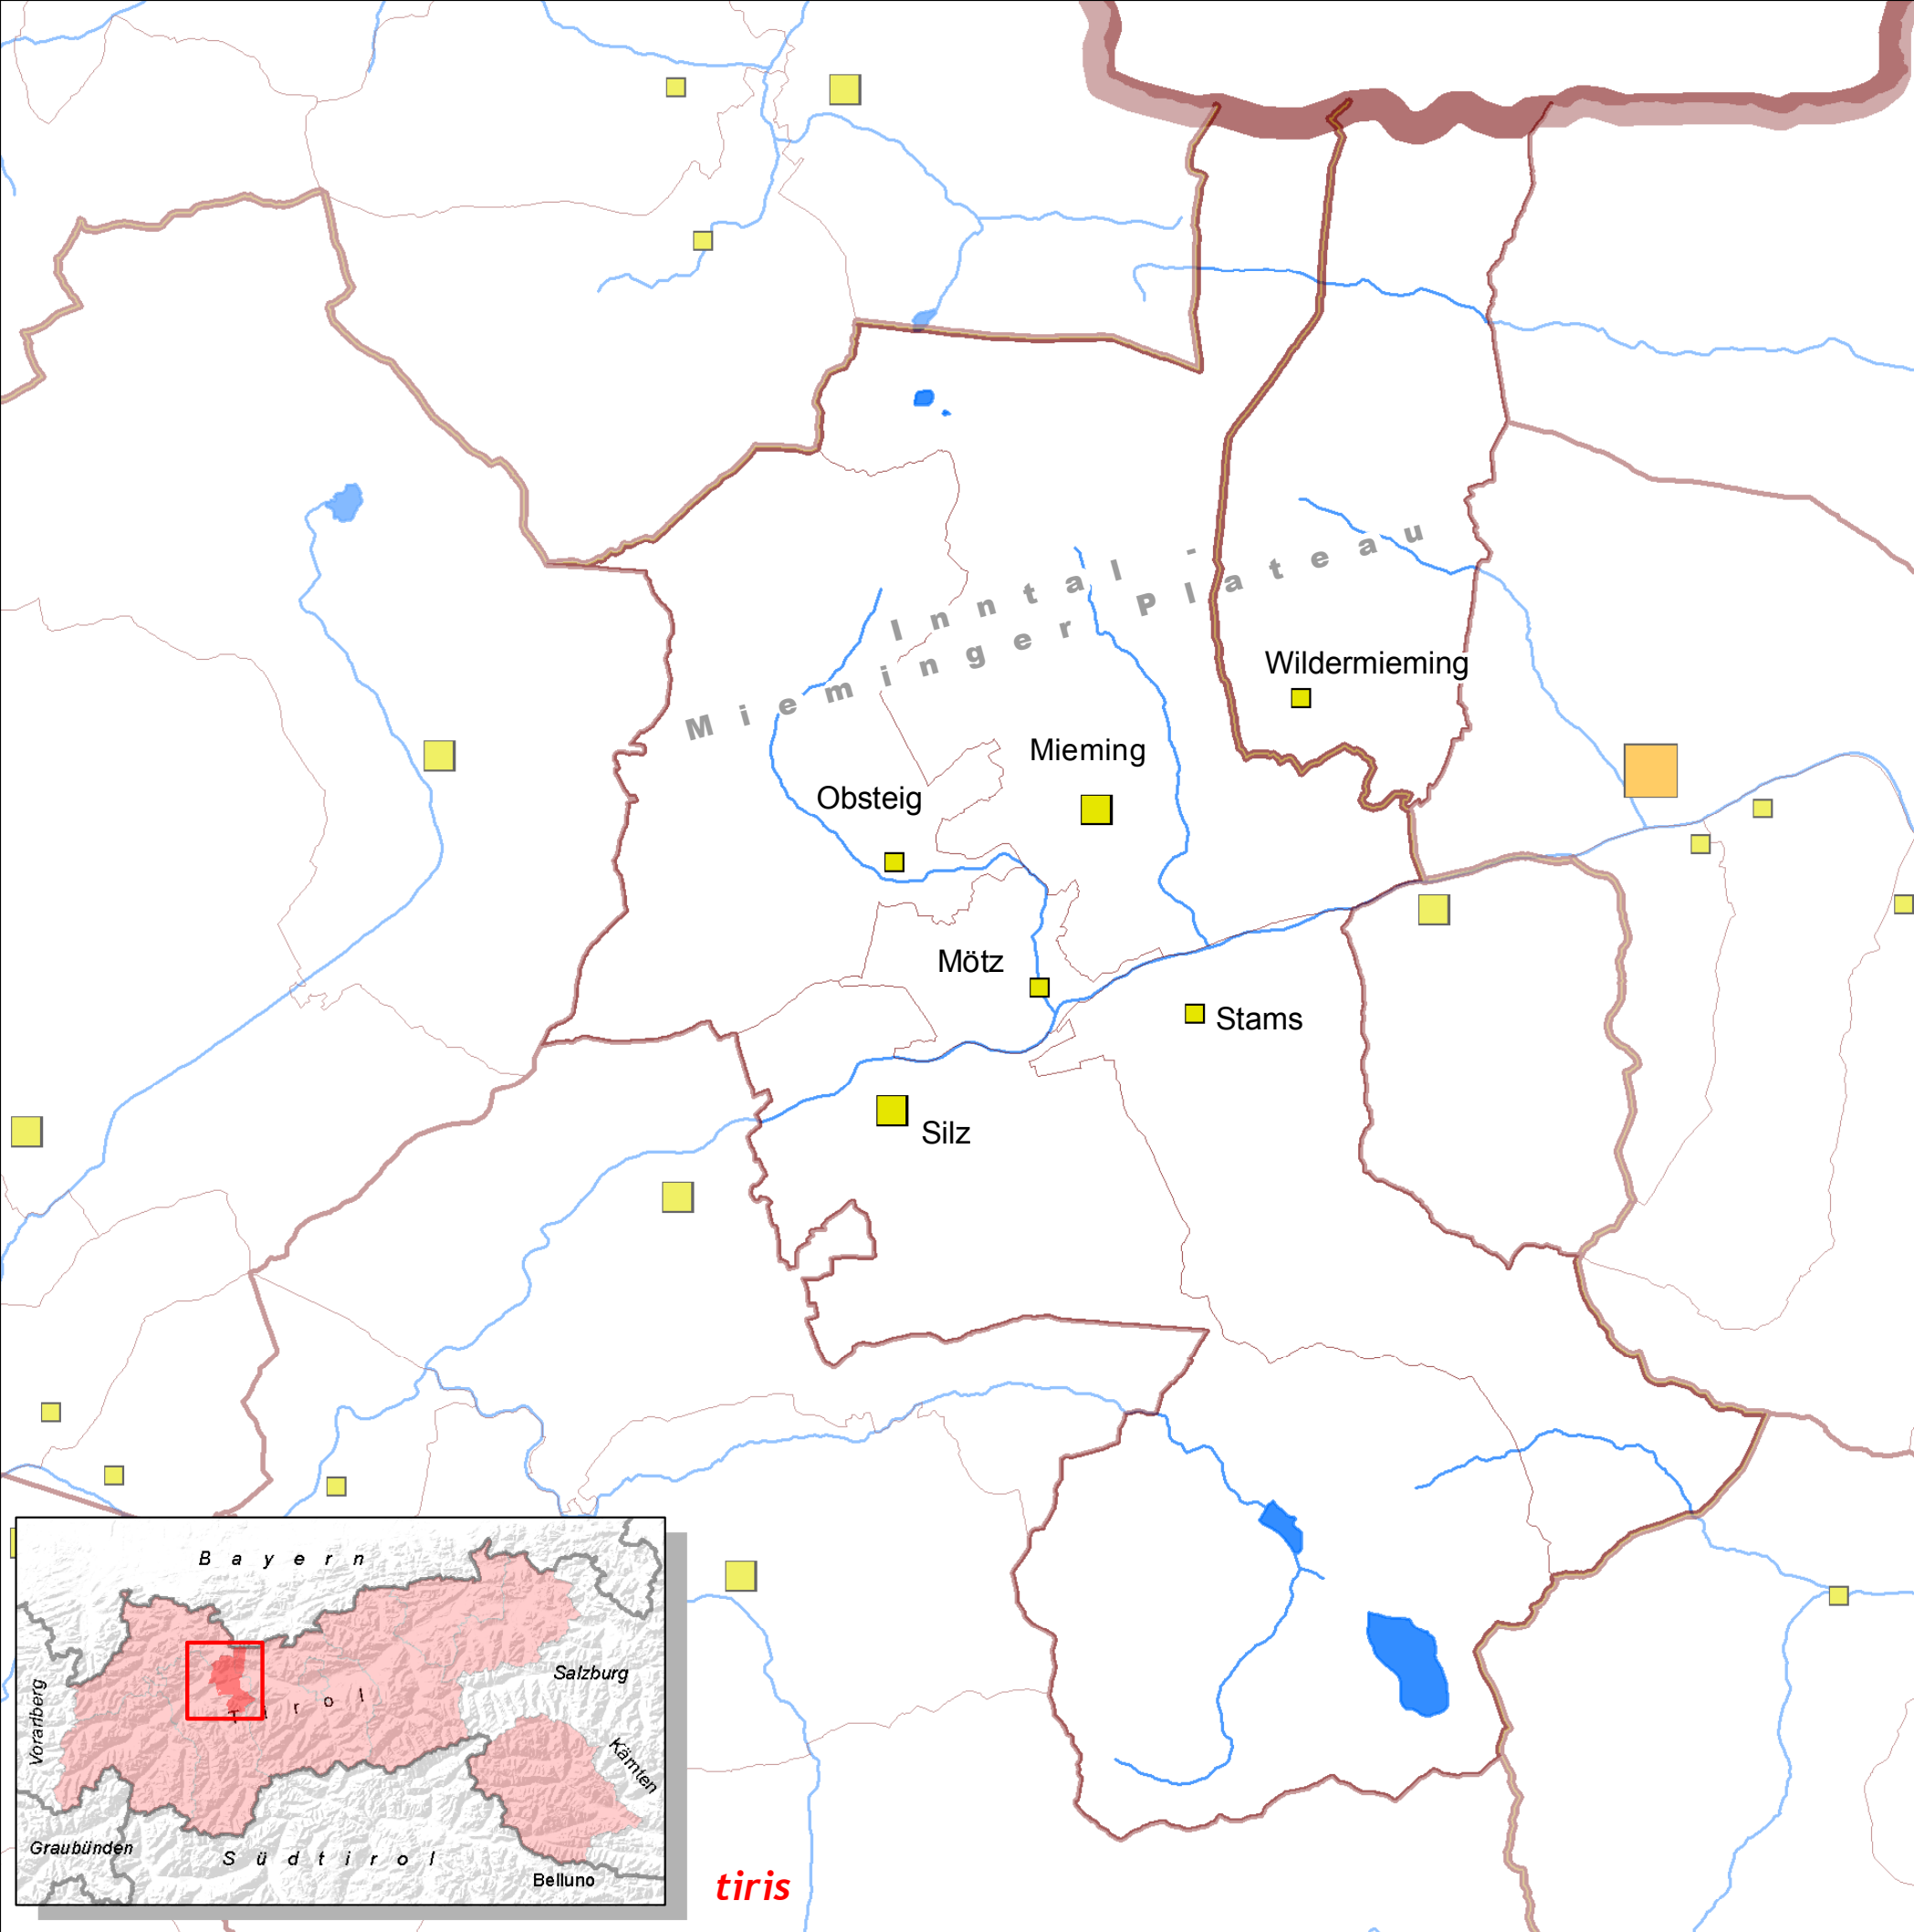 Inntal -
Mieminger Plateau
Wildermieming
Mieming
Obsteig
Mötz
Stams
Silz
Bayern
Salzburg
Vorarlberg
Tirol
Kärnten
Graubünden
Südtirol
Belluno
tiris